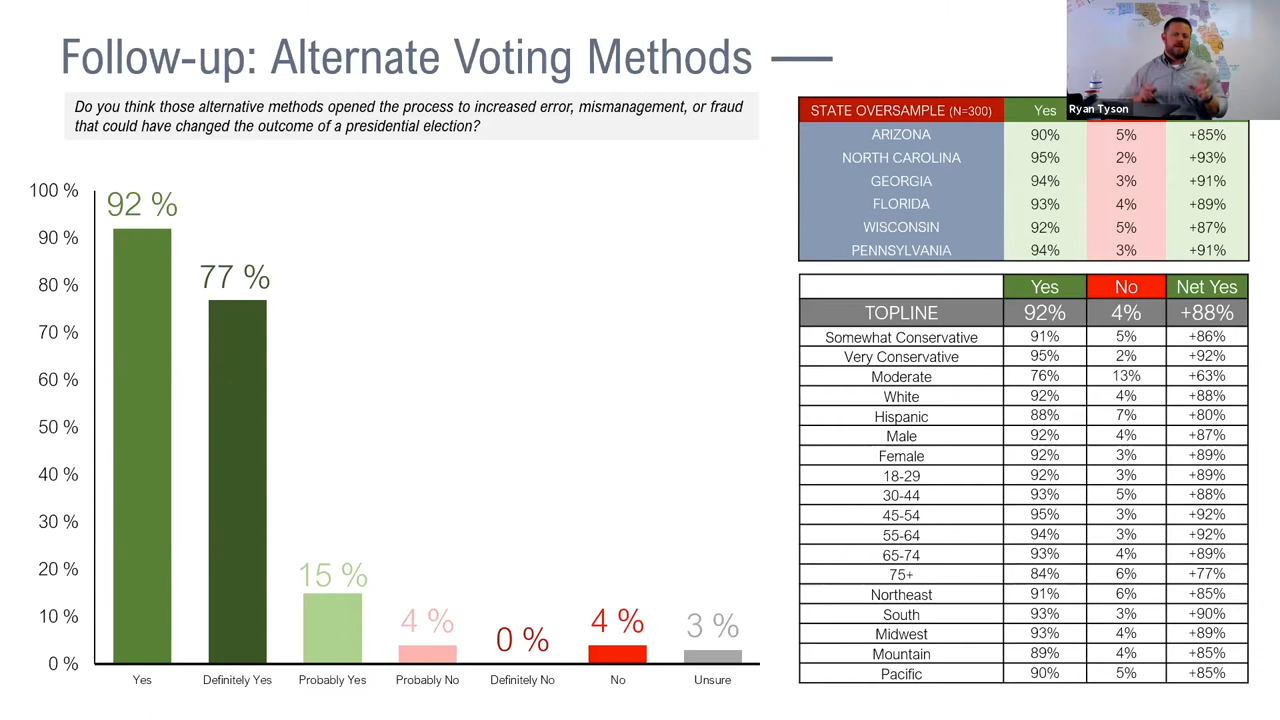 Follow-up: Alternate Voting Methods
Do you think those alternative methods opened the process to increased error, mismanagement, or fraud
that could have changed the outcome of a presidential election?
100 %
90 %
80 %
70 %
60 %
50 %
40 %
30 %
20 %
10 %
0 %
92 %
77 %
15 %
4 %
0 %
4 %
3 %
Yes
Definitely Yes
Probably Yes
Probably No
Definitely No
No
Unsure
Ryan Tyson
STATE OVERSAMPLE (N=300) Yes
ARIZONA 90% 5% +85%
NORTH CAROLINA 95% 2% +93%
GEORGIA 94% 3% +91%
FLORIDA 93% 4% +89%
WISCONSIN 92% 5% +87%
PENNSYLVANIA 94% 3% +91%
Yes No Net Yes
TOPLINE 92% 4% +88%
Somewhat Conservative 91% 5% +86%
Very Conservative 95% 2% +92%
Moderate 76% 13% +63%
White 92% 4% +88%
Hispanic 88% 7% +80%
Male 92% 4% +87%
Female 92% 3% +89%
18-29 92% 3% +89%
30-44 93% 5% +88%
45-54 95% 3% +92%
55-64 94% 3% +92%
65-74 93% 4% +89%
75+ 84% 6% +77%
Northeast 91% 6% +85%
South 93% 3% +90%
Midwest 93% 4% +89%
Mountain 89% 4% +85%
Pacific 90% 5% +85%